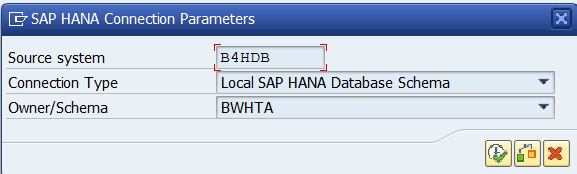 SAP HANA Connection Parameters
Source system B4HDB
Connection Type Local SAP HANA Database Schema
Owner/Schema BWHTA